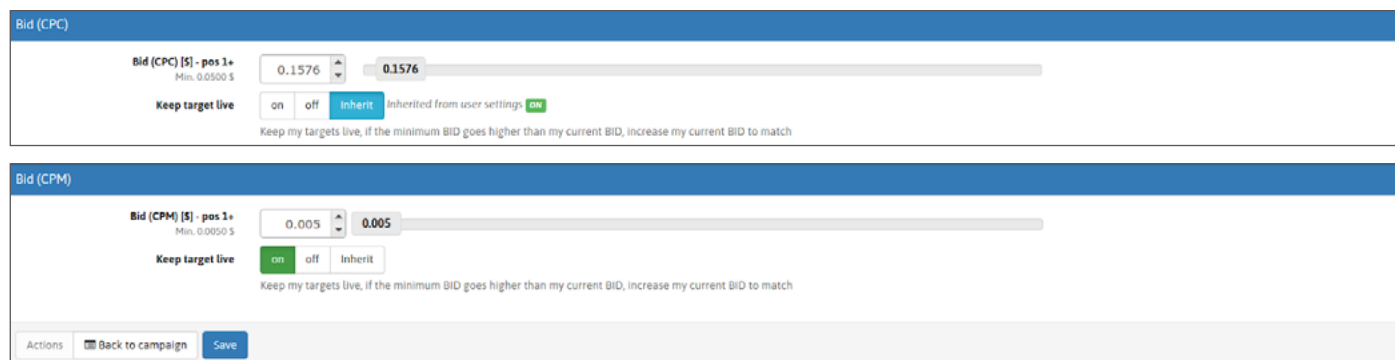 Bid (CPC)
Bid (CPC) [$] - pos 1+
Min. 0.0500 $
0.1576
0.1576
Keep target live
on off Inherit Inherited from user settings ON
Keep my targets live, if the minimum BID goes higher than my current BID, increase my current BID to match
Bid (CPM)
Bid (CPM) [$] - pos 1+
Min. 0.0050 $
0.005
0.005
Keep target live
on off Inherit
Keep my targets live, if the minimum BID goes higher than my current BID, increase my current BID to match
Actions Back to campaign Save